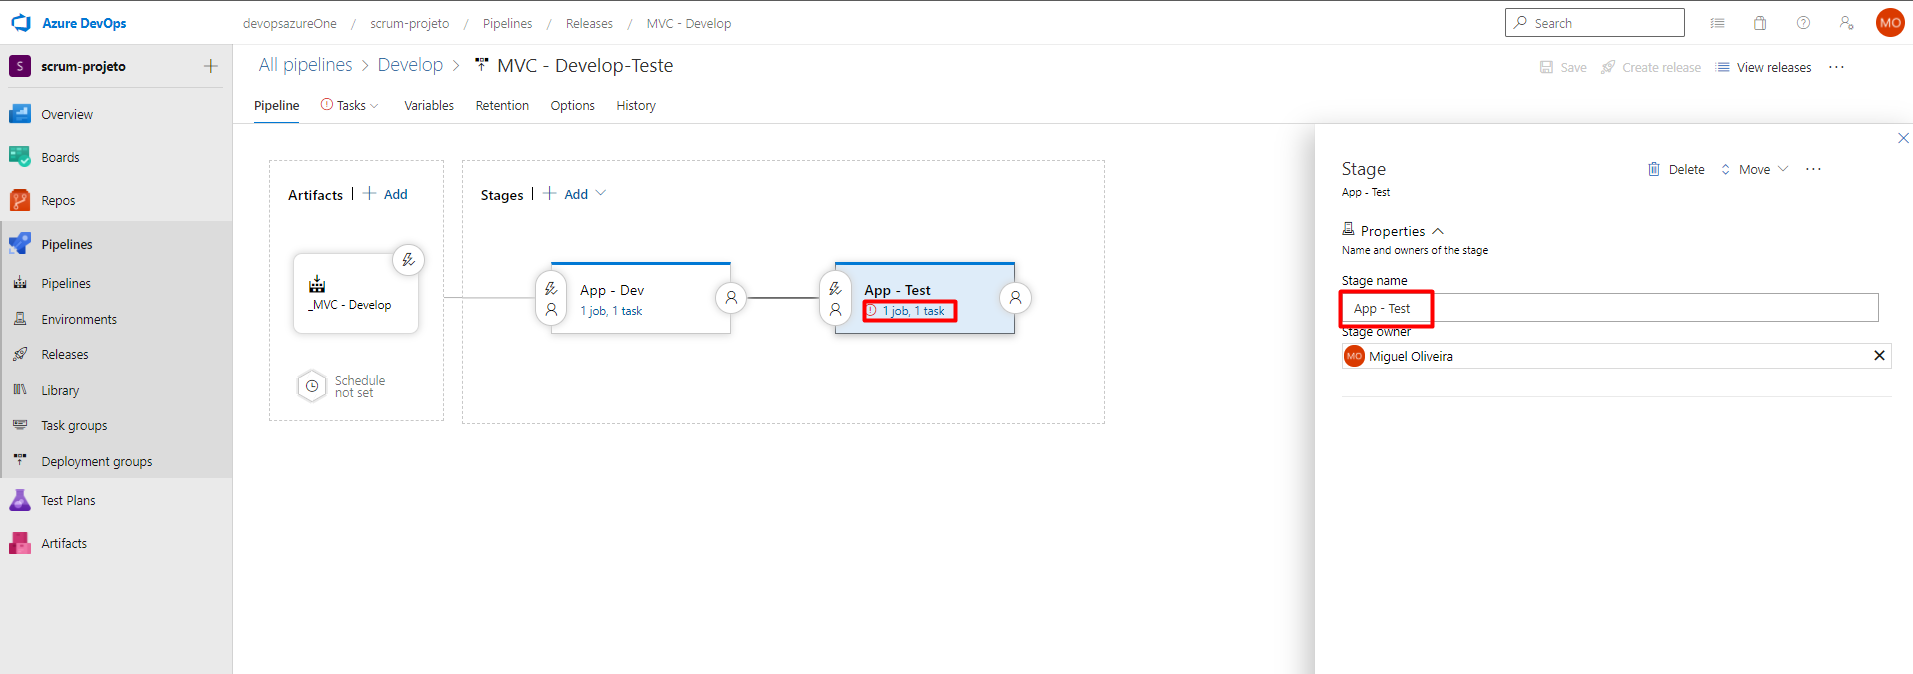 Azure DevOps
devopsazureOne / scrum-projeto / Pipelines / Releases / MVC - Develop
Search
MO
S scrum-projeto
Overview
Boards
Repos
Pipelines
Pipelines
Environments
Releases
Library
Task groups
Deployment groups
Test Plans
Artifacts
All pipelines > Develop > MVC - Develop-Teste
Save Create release View releases ...
Pipeline Tasks Variables Retention Options History
Artifacts | + Add
_MVC - Develop
Schedule
not set
Stages | + Add
App - Dev
1 job, 1 task
App - Test
1 job, 1 task
Stage
App - Test
Delete Move ...
Properties
Name and owners of the stage
Stage name
App - Test
Stage owner
MO Miguel Oliveira